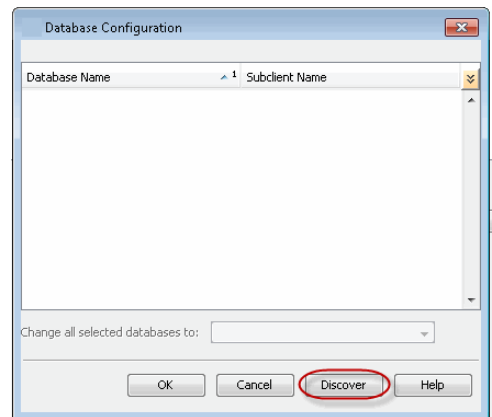 Database Configuration
Database Name 1 Subclient Name
Change all selected databases to:
OK Cancel Discover Help